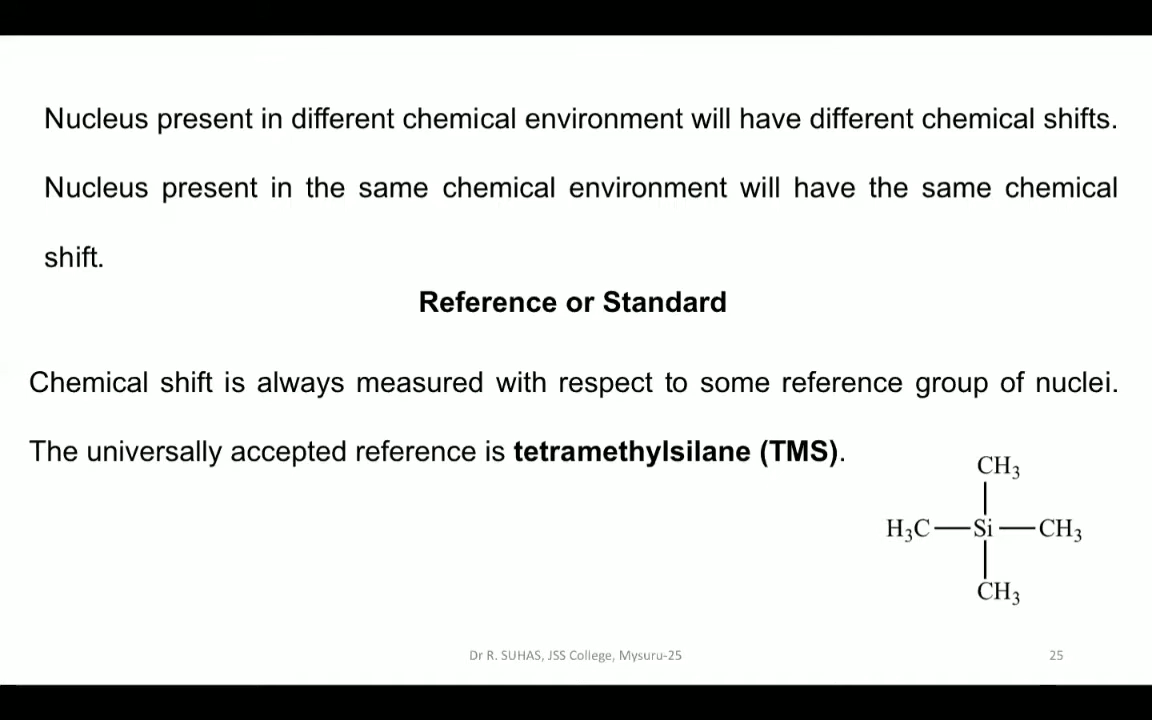 Nucleus present in different chemical environment will have different chemical shifts.
Nucleus present in the same chemical environment will have the same chemical
shift.
Reference or Standard
Chemical shift is always measured with respect to some reference group of nuclei.
The universally accepted reference is tetramethylsilane (TMS).
CH3
H3C—Si—CH3
CH3
Dr R. SUHAS, JSS College, Mysuru-25
25